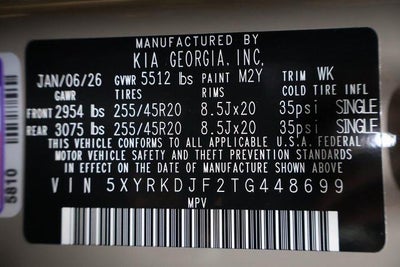 MANUFACTURED BY
KIA GEORGIA, INC,
JAN/06/26 GVWR 5512 lbs PAINT M2Y TRIM WK
GAWR TIRES RIMS COLD TIRE INFL
FRONT 2954 lbs 255/45R20 8.5Jx20 35psi SINGLE
REAR 3075 lbs 255/45R20 8.5Jx20 35psi SINGLE
THIS VEHICLE CONFORMS TO ALL APPLICABLE U.S.A. FEDERAL
MOTOR VEHICLE SAFETY AND THEFT PREVENTION STANDARDS
IN EFFECT ON THE DATE OF MANUFACTURE SHOWN ABOVE
VIN 5XYRKDJF2TG448699
MPV
5810